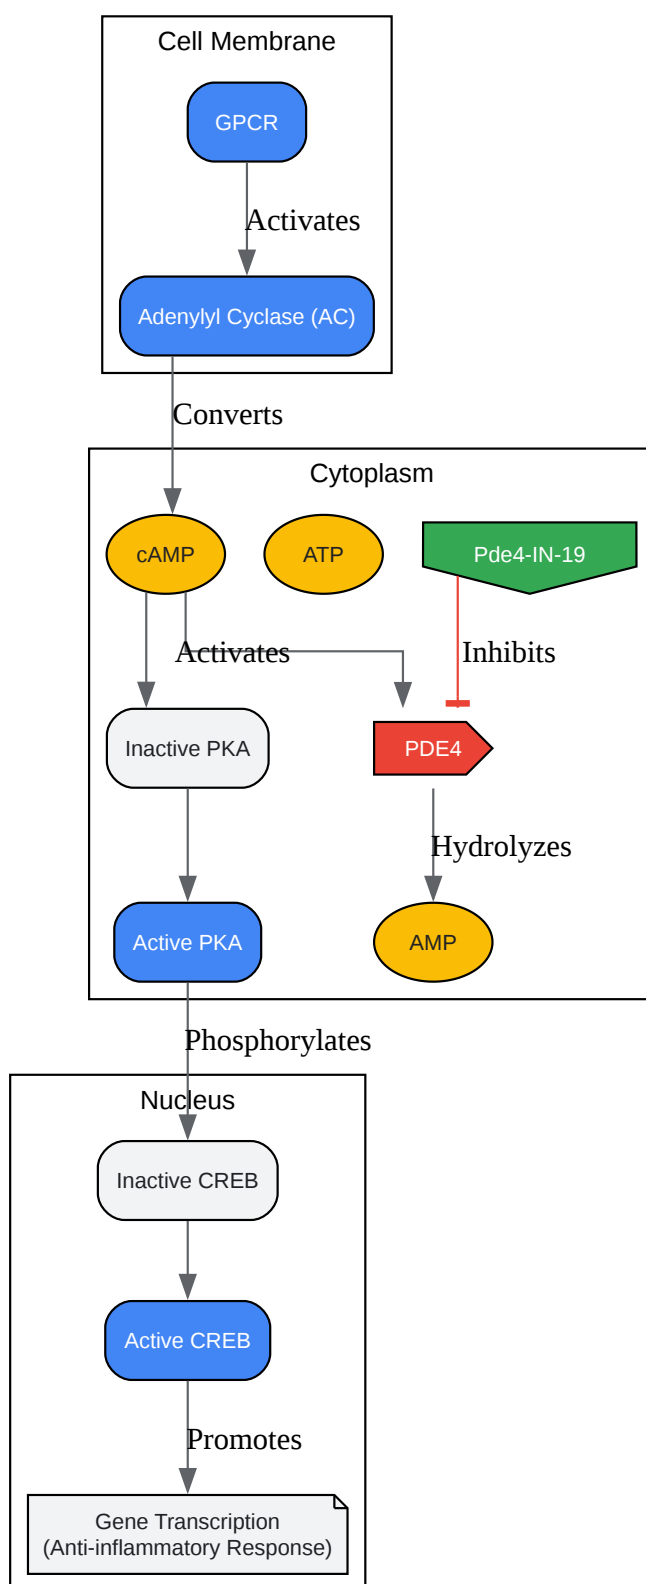 Cell Membrane
GPCR
Activates
Adenylyl Cyclase (AC)
Converts
Cytoplasm
cAMP
ATP
Pde4-IN-19
Activates
Inhibits
Inactive PKA
PDE4
Hydrolyzes
Active PKA
AMP
Phosphorylates
Nucleus
Inactive CREB
Active CREB
Promotes
Gene Transcription
(Anti-inflammatory Response)